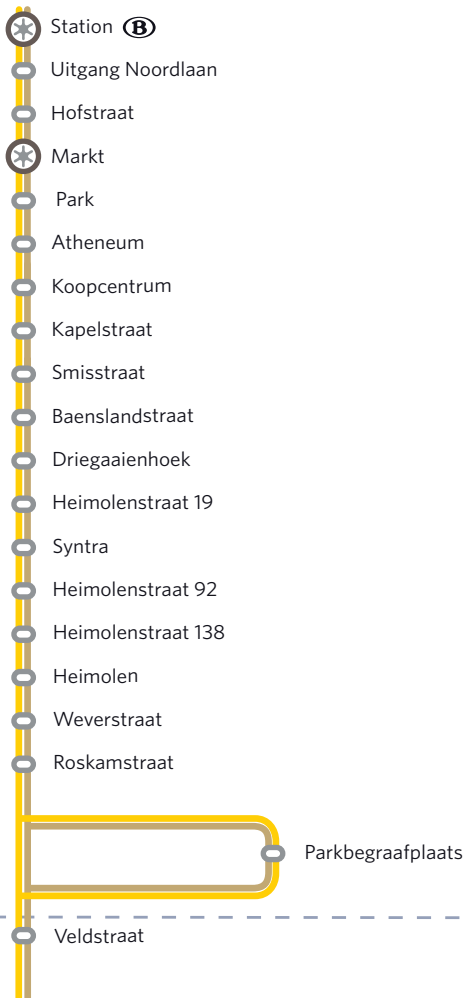 Station B
Uitgang Noordlaan
Hofstraat
Markt
Park
Atheneum
Koopcentrum
Kapelstraat
Smisstraat
Baenslandstraat
Driegaaienhoek
Heimolenstraat 19
Syntra
Heimolenstraat 92
Heimolenstraat 138
Heimolen
Weverstraat
Roskamstraat
Parkbegraafplaats
Veldstraat